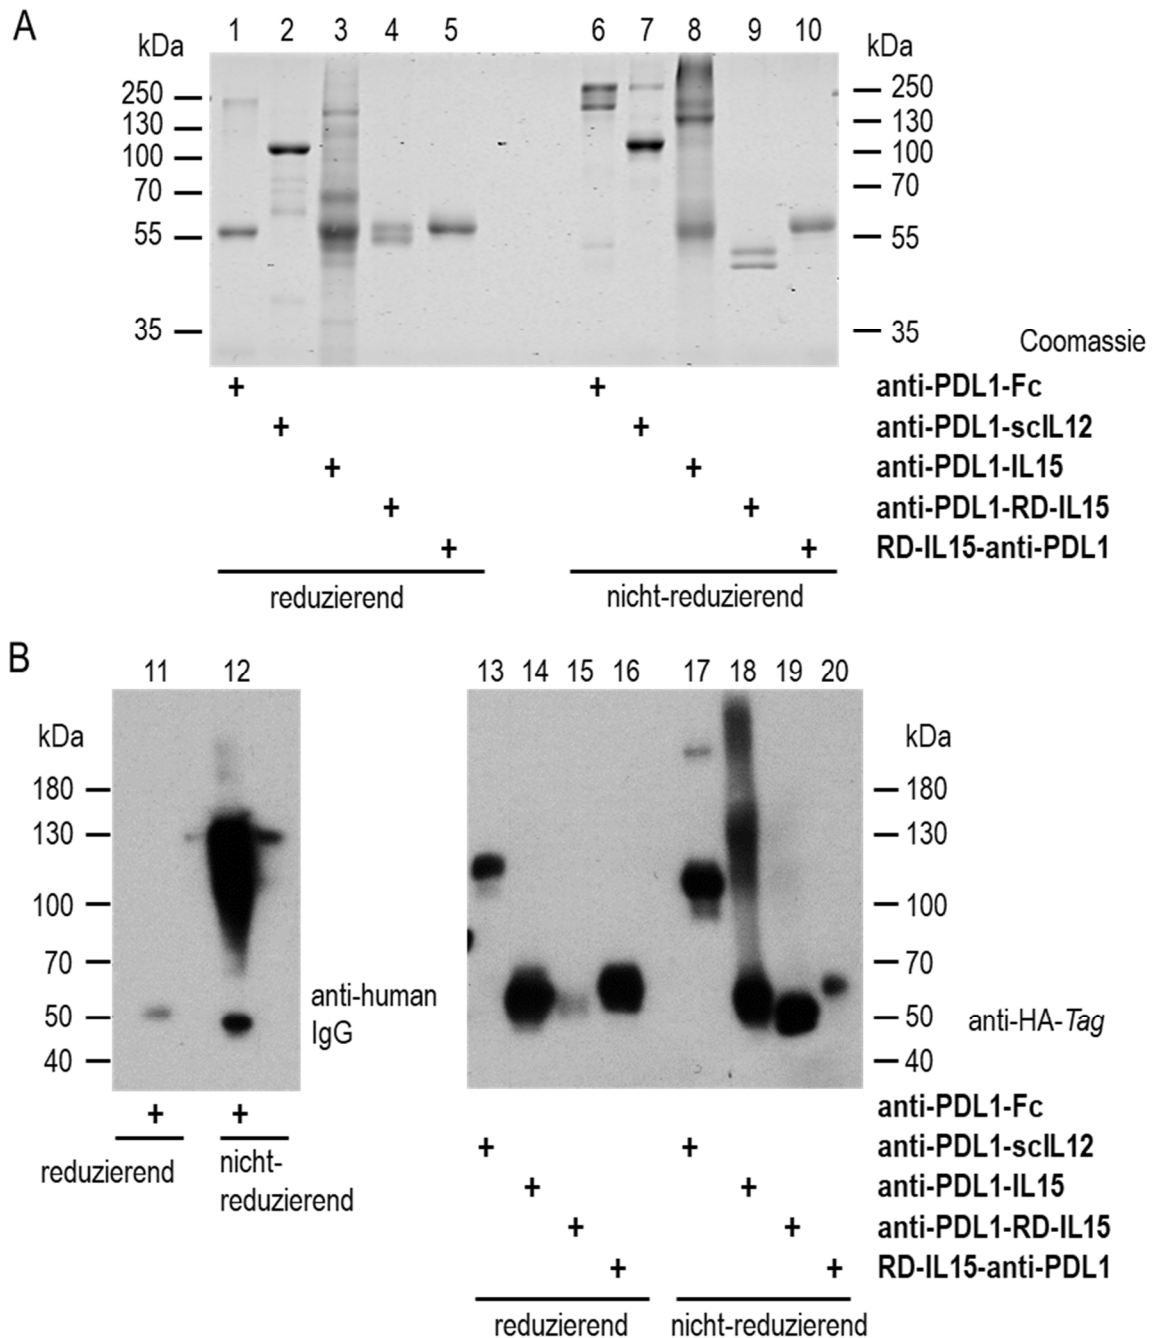 A
1 2 3 4 5 6 7 8 9 10
kDa kDa
250 250
130 130
100 100
70 70
55 55
35 35
Coomassie
+ + anti-PDL1-Fc
+ + anti-PDL1-scIL12
+ + anti-PDL1-IL15
+ + anti-PDL1-RD-IL15
+ + RD-IL15-anti-PDL1
reduzierend nicht-reduzierend
B
11 12 13 14 15 16 17 18 19 20
kDa kDa
180 180
130 130
100 100
70 70
50 50
40 40
anti-human
IgG
anti-HA-Tag
+ +
reduzierend
nicht-
reduzierend
anti-PDL1-Fc
+ + anti-PDL1-scIL12
+ + anti-PDL1-IL15
+ + anti-PDL1-RD-IL15
+ + RD-IL15-anti-PDL1
reduzierend nicht-reduzierend